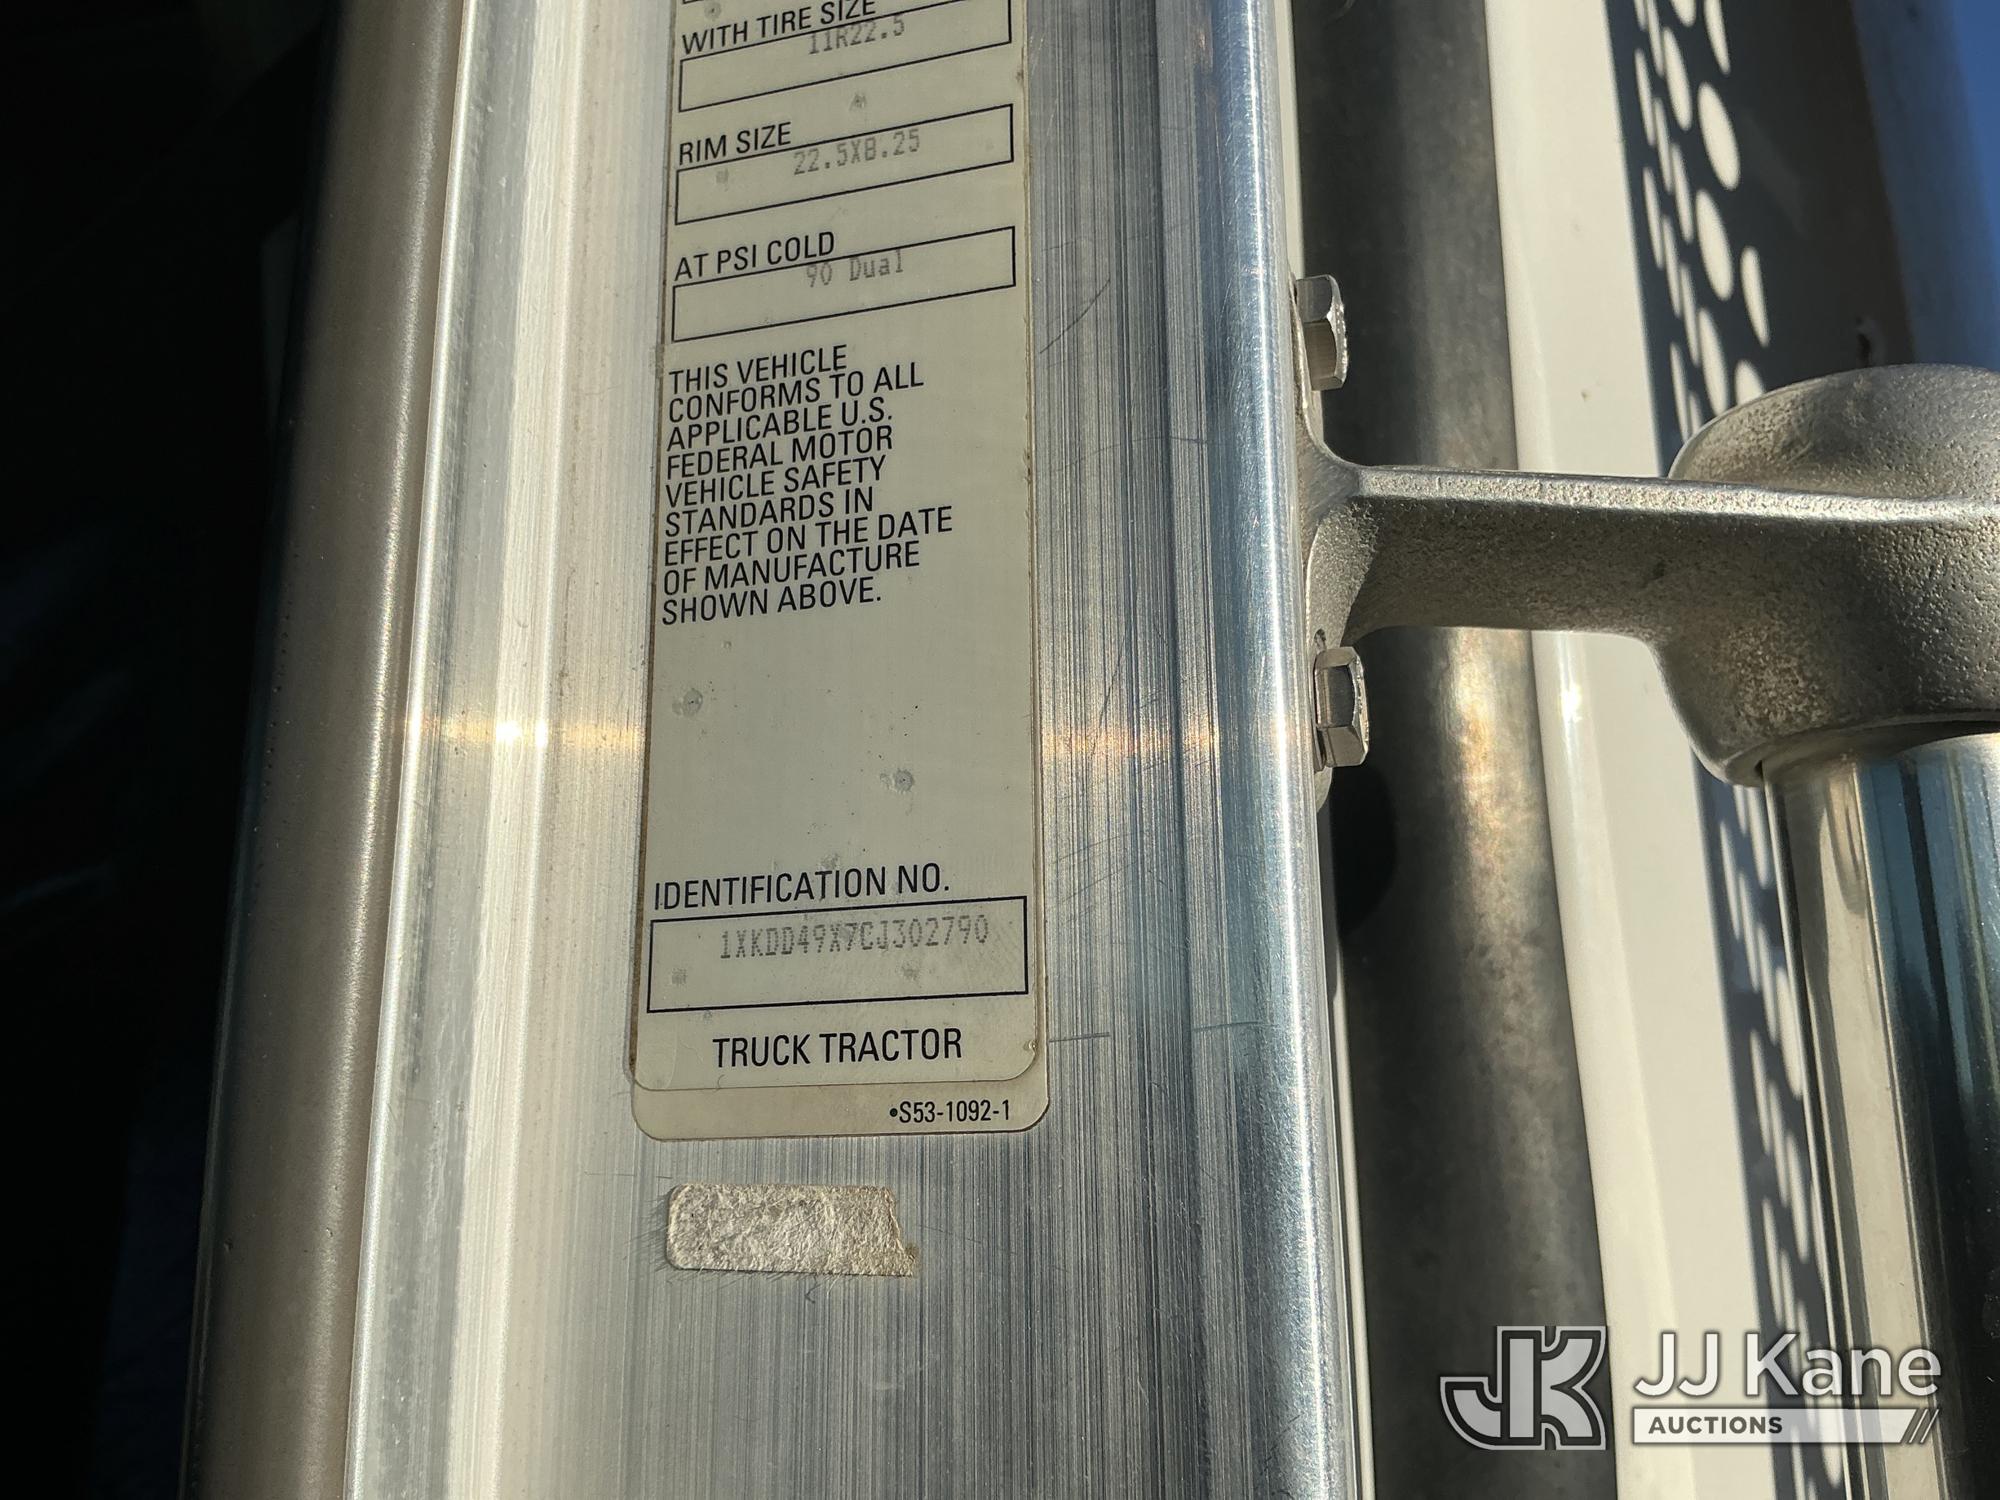 WITH TIRE SIZE
11R22.5
RIM SIZE
22.5X8.25
AT PSI COLD
90 Dual
THIS VEHICLE
CONFORMS TO ALL
APPLICABLE U.S.
FEDERAL MOTOR
VEHICLE SAFETY
STANDARDS IN
EFFECT ON THE DATE
OF MANUFACTURE
SHOWN ABOVE.
IDENTIFICATION NO.
1XKDD49X7CJ302790
TRUCK TRACTOR
•S53-1092-1
JK JJ Kane
AUCTIONS